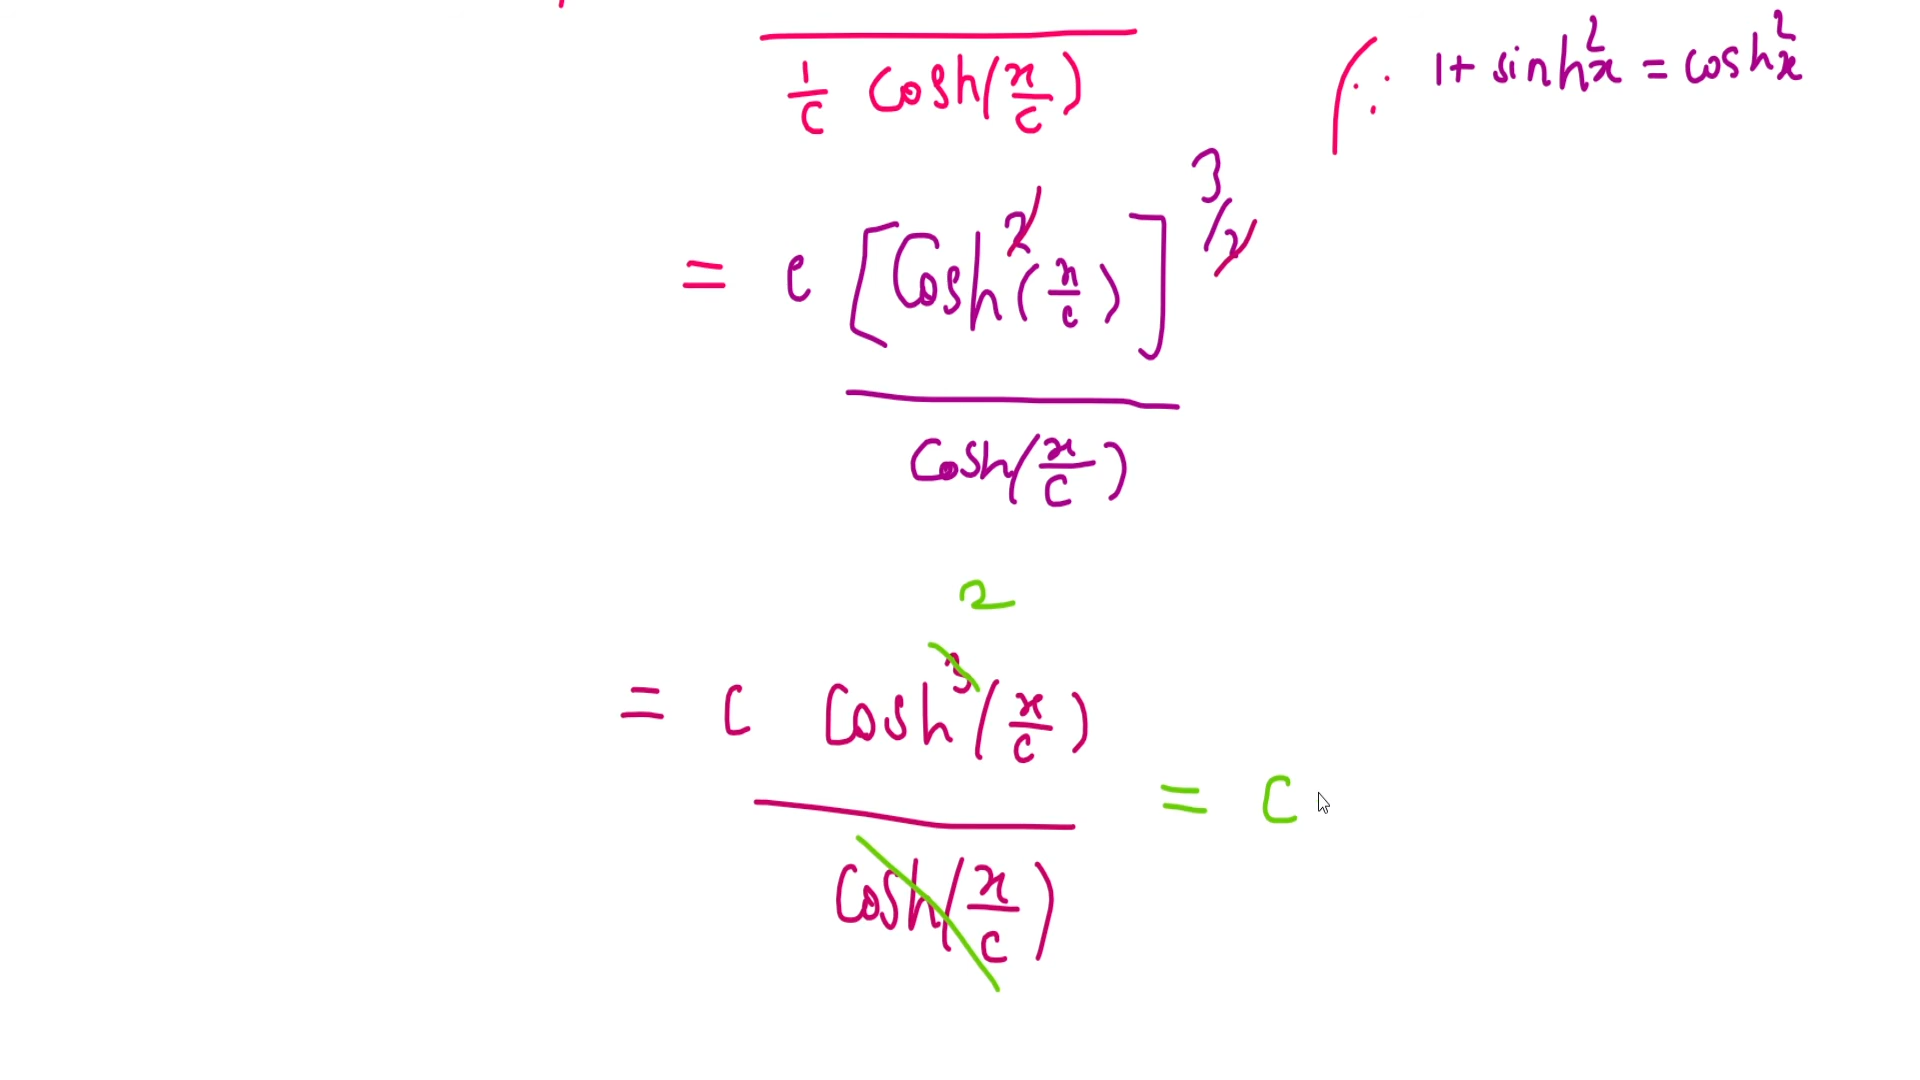 1/c Cosh(x/c) (∵ 1 + sinh²x = cosh²x
= c [Cosh²(x/c)]^3/2
Cosh(x/c)
2
= c Cosh³(x/c)
= c
Cosh(x/c)